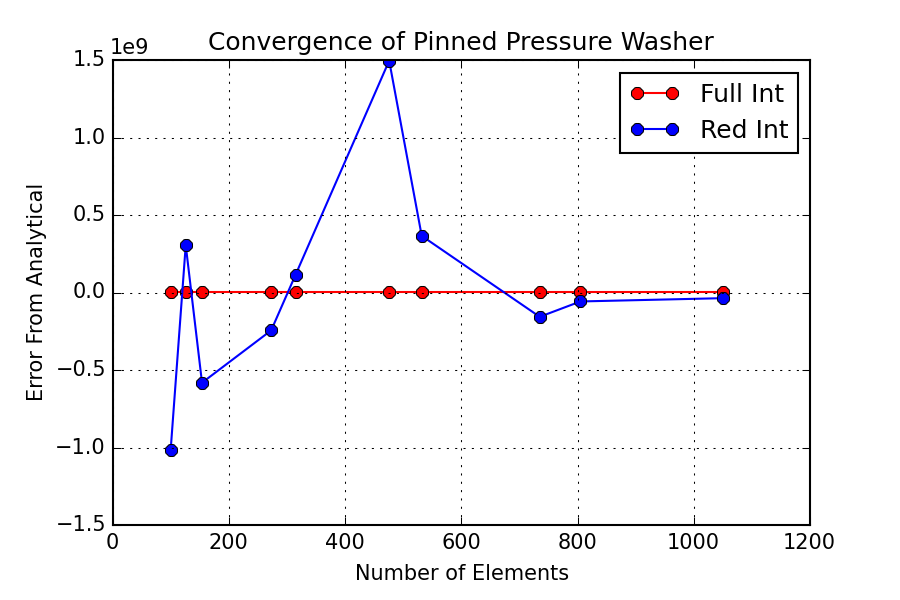 Convergence of Pinned Pressure Washer
1e9
1.5
1.0
0.5
0.0
−0.5
−1.0
−1.5
Error From Analytical
Full Int
Red Int
0 200 400 600 800 1000 1200
Number of Elements